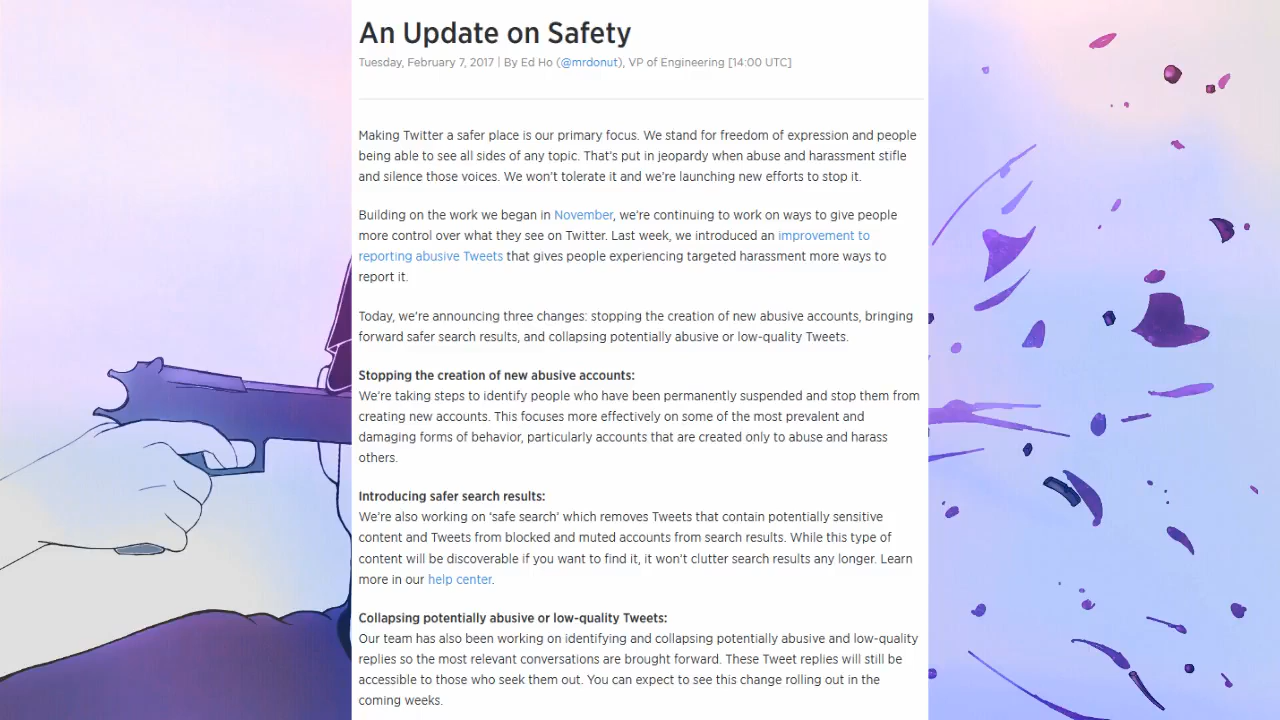 An Update on Safety
Tuesday, February 7, 2017 | By Ed Ho (@mrdonut), VP of Engineering [14:00 UTC]
Making Twitter a safer place is our primary focus. We stand for freedom of expression and people
being able to see all sides of any topic. That's put in jeopardy when abuse and harassment stifle
and silence those voices. We won't tolerate it and we're launching new efforts to stop it.
Building on the work we began in November, we're continuing to work on ways to give people
more control over what they see on Twitter. Last week, we introduced an improvement to
reporting abusive Tweets that gives people experiencing targeted harassment more ways to
report it.
Today, we're announcing three changes: stopping the creation of new abusive accounts, bringing
forward safer search results, and collapsing potentially abusive or low-quality Tweets.
Stopping the creation of new abusive accounts:
We're taking steps to identify people who have been permanently suspended and stop them from
creating new accounts. This focuses more effectively on some of the most prevalent and
damaging forms of behavior, particularly accounts that are created only to abuse and harass
others.
Introducing safer search results:
We're also working on 'safe search' which removes Tweets that contain potentially sensitive
content and Tweets from blocked and muted accounts from search results. While this type of
content will be discoverable if you want to find it, it won't clutter search results any longer. Learn
more in our help center.
Collapsing potentially abusive or low-quality Tweets:
Our team has also been working on identifying and collapsing potentially abusive and low-quality
replies so the most relevant conversations are brought forward. These Tweet replies will still be
accessible to those who seek them out. You can expect to see this change rolling out in the
coming weeks.